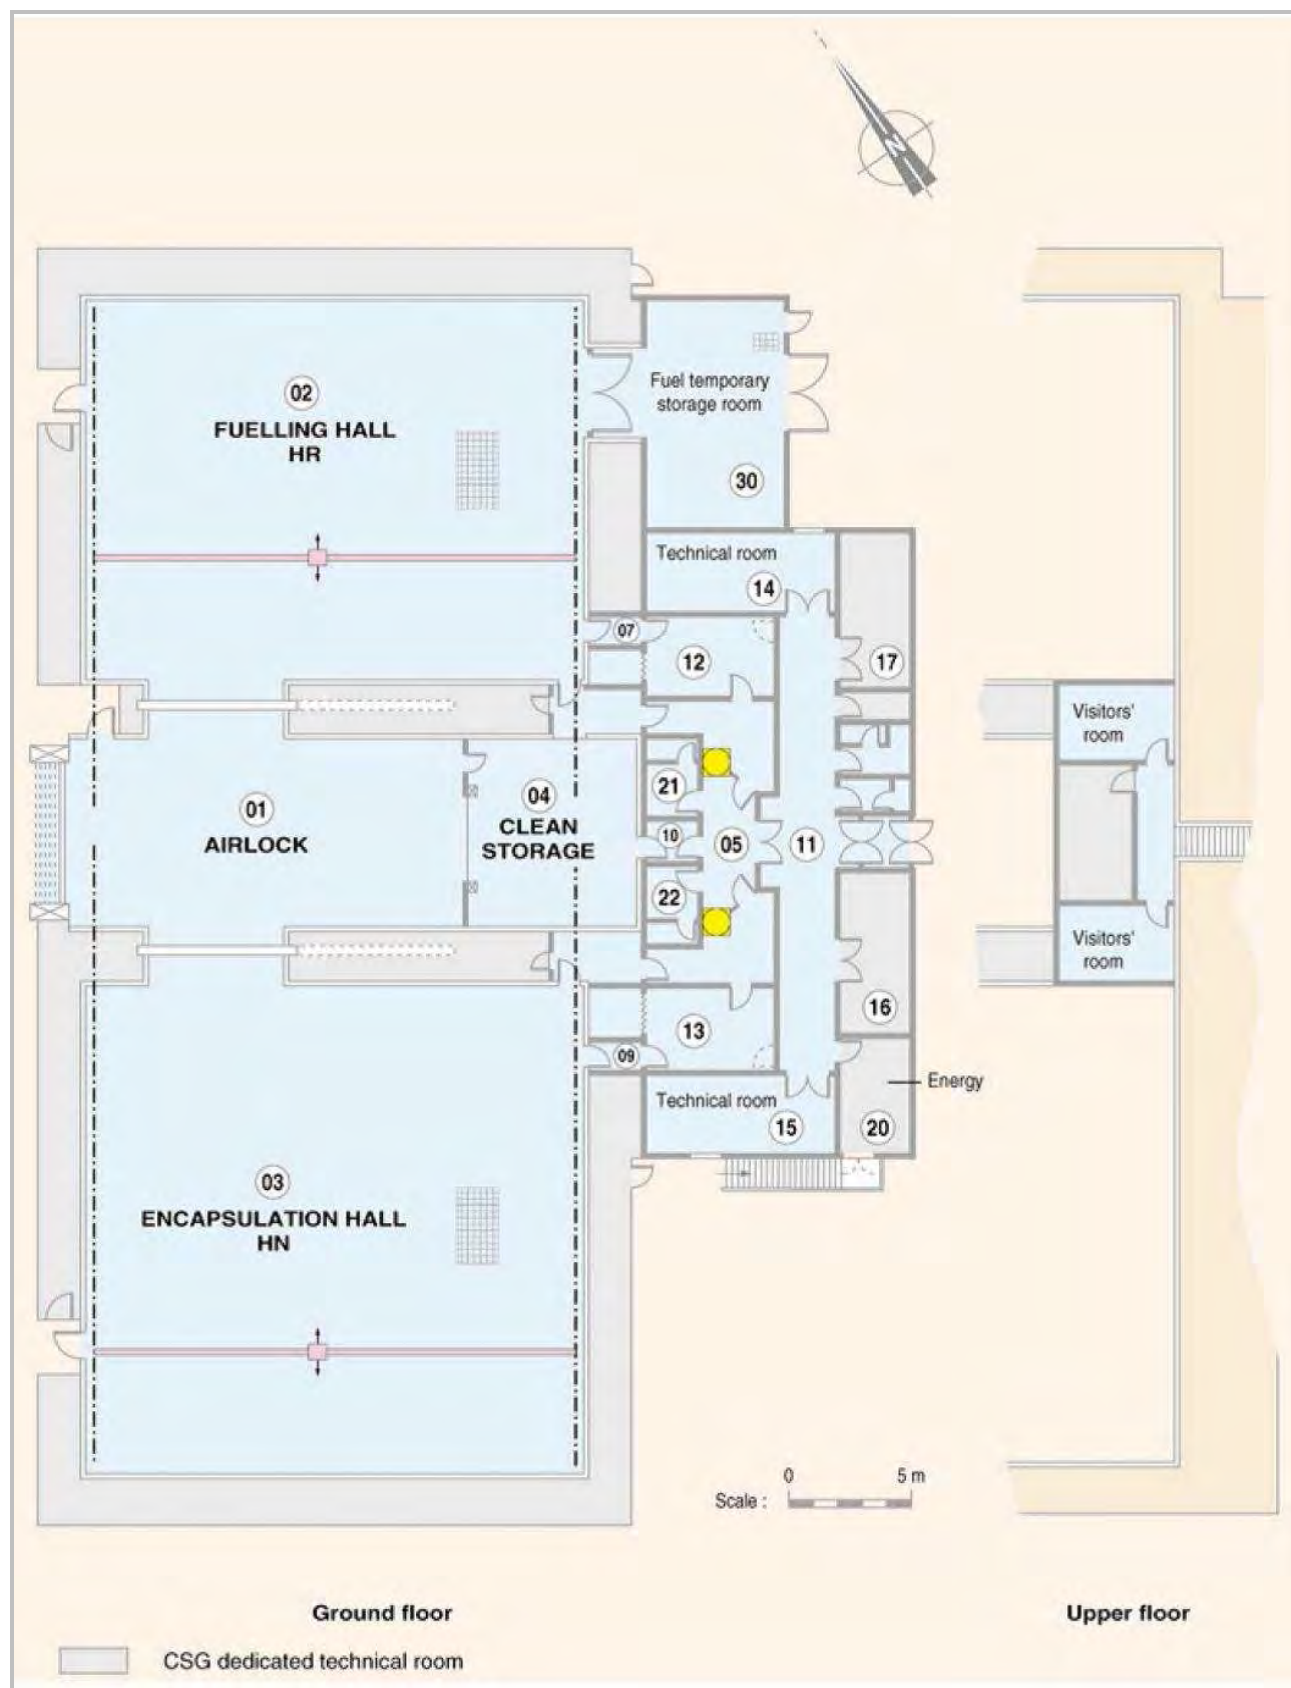 N
02
FUELLING HALL
HR
Fuel temporary
storage room
30
Technical room
14
07
12
17
Visitors'
room
21
01
AIRLOCK
04
CLEAN
STORAGE
10
05
11
22
Visitors'
room
16
13
09
Energy
Technical room
15
20
03
ENCAPSULATION HALL
HN
0
5 m
Scale :
Ground floor
Upper floor
CSG dedicated technical room